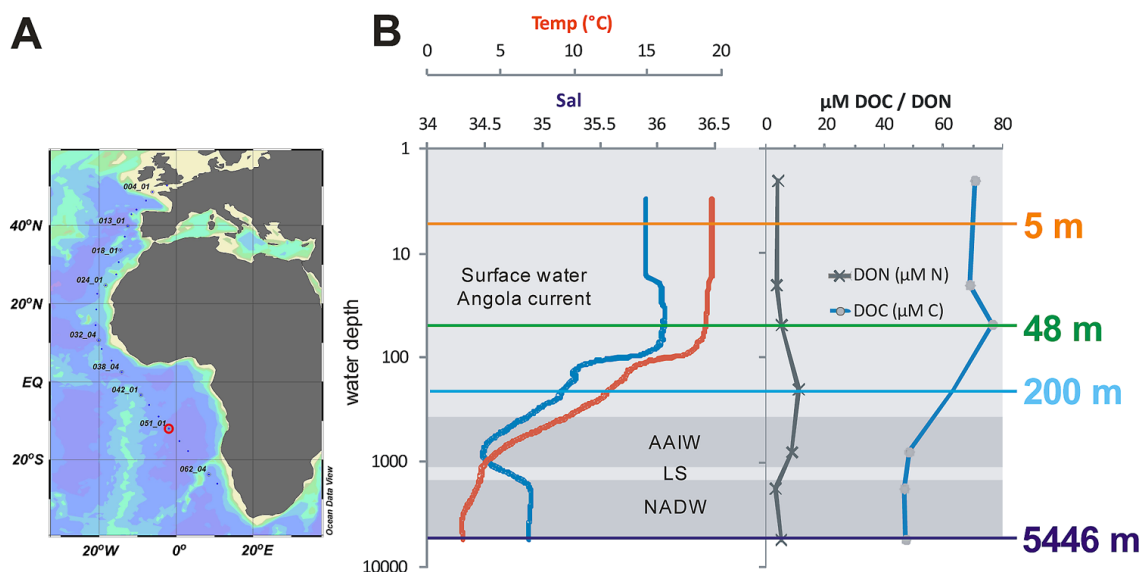 A
B
Temp (°C)
0 5 10 15 20
Sal
34 34.5 35 35.5 36 36.5
µM DOC / DON
0 20 40 60 80
1
10
100
1000
10000
water depth
Surface water
Angola current
DON (µM N)
DOC (µM C)
AAIW
LS
NADW
5 m
48 m
200 m
5446 m
40°N
20°N
EQ
20°S
20°W 0° 20°E
004_01
013_01
018_01
024_01
032_04
038_04
042_01
051_01
062_04
Ocean Data View